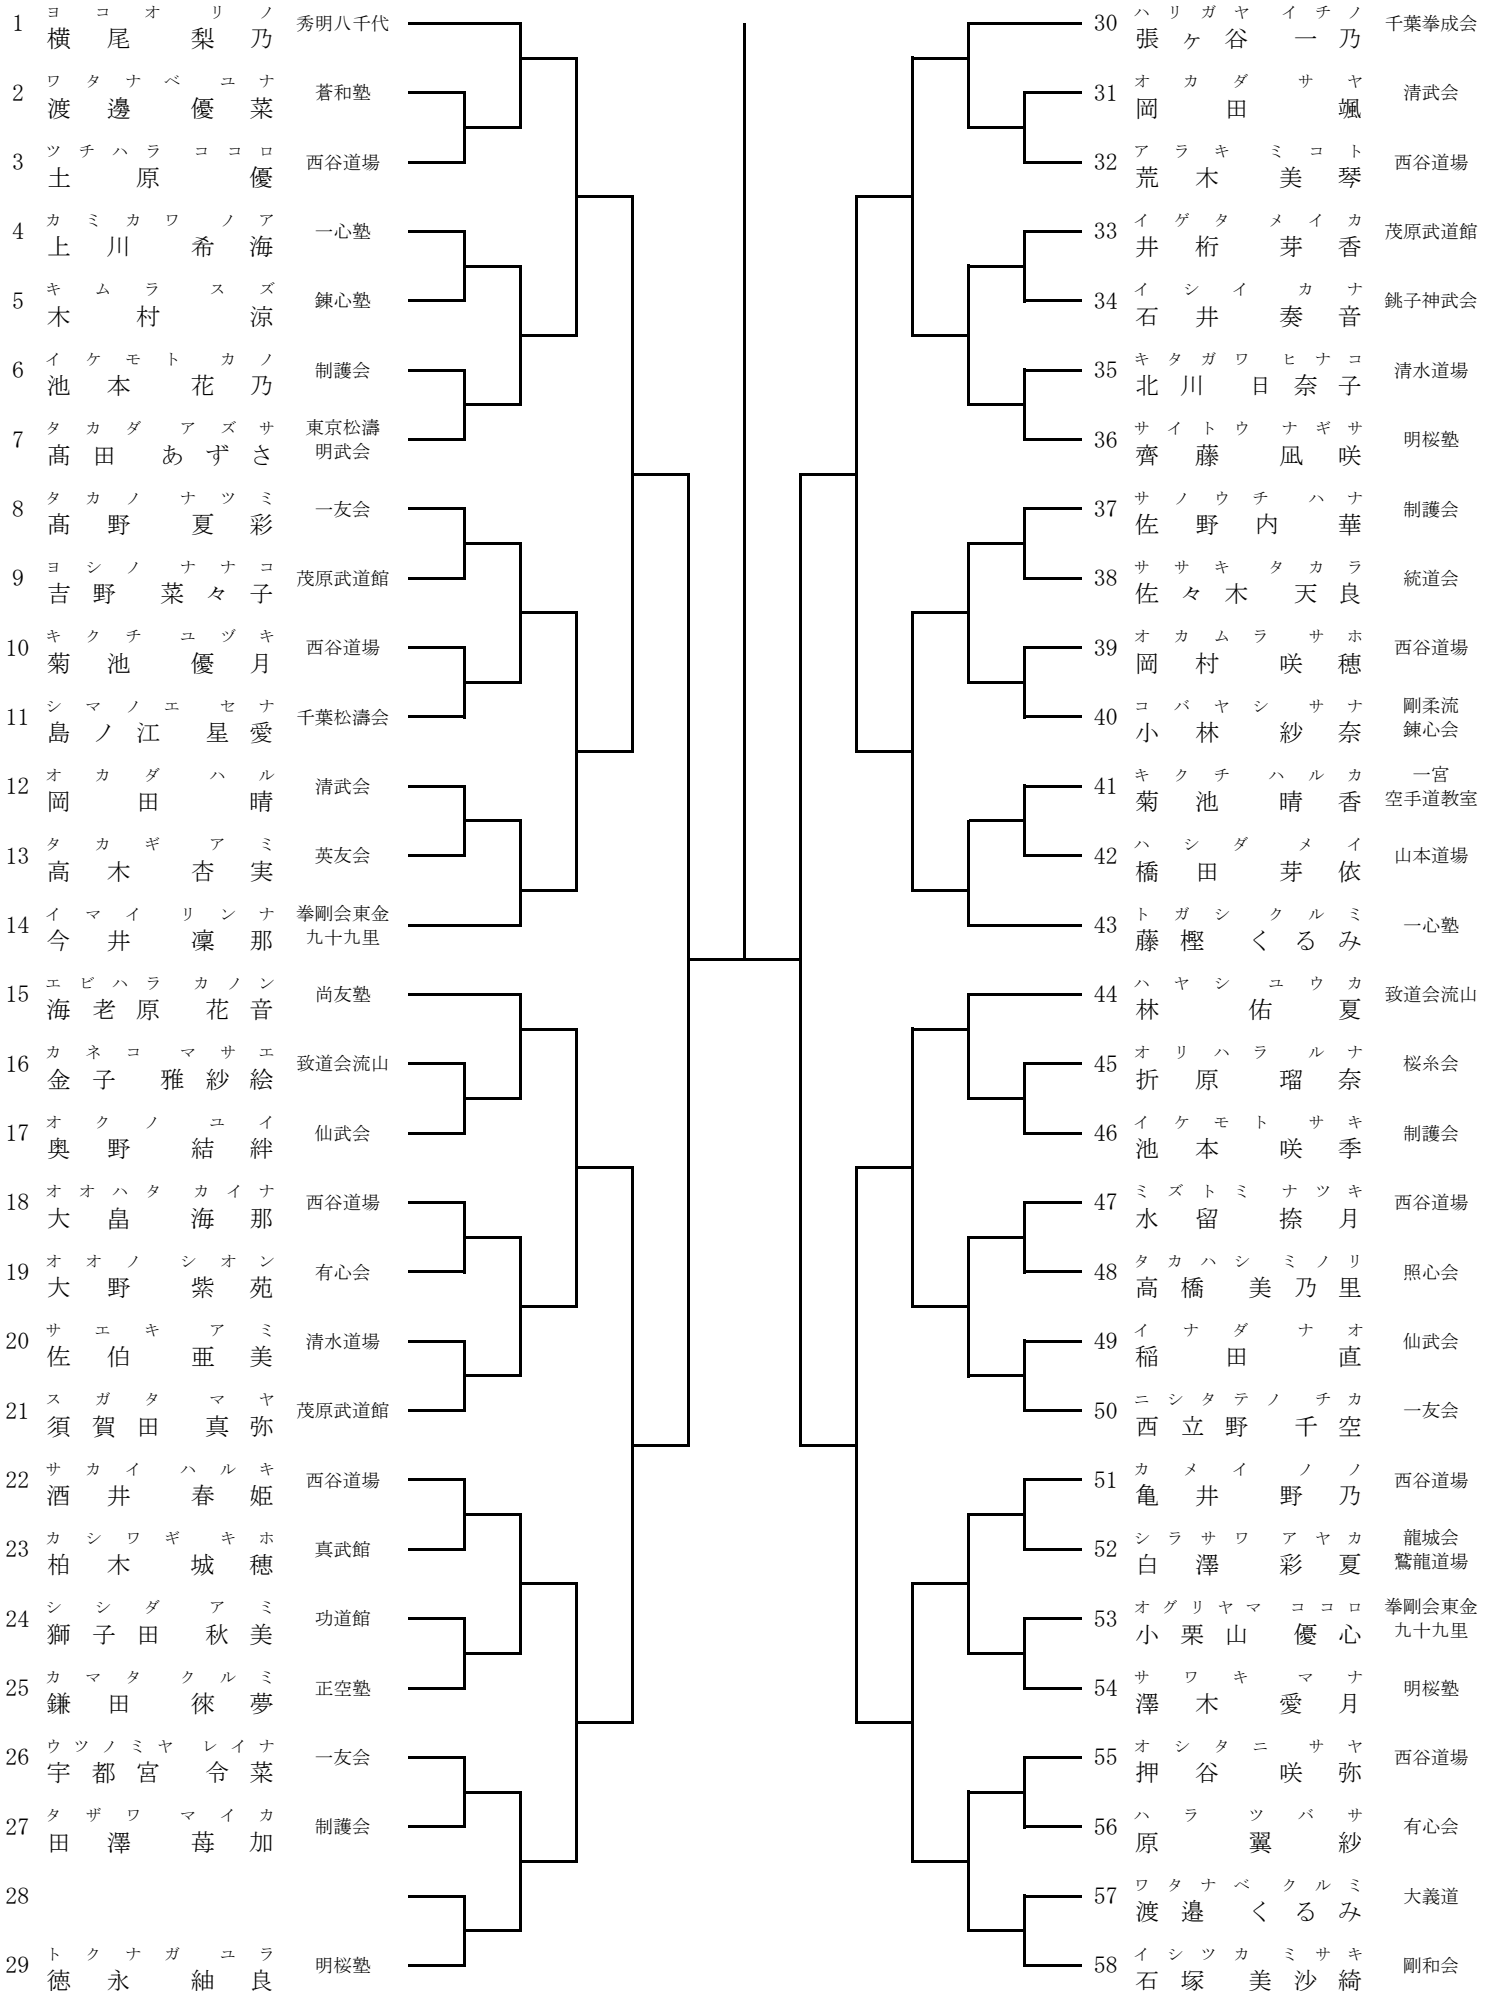 ヨコオ リノ
1 横尾 梨乃 秀明八千代
ワタナベ ユナ
2 渡邊 優菜 蒼和塾
ツチハラ ココロ
3 土原 優 西谷道場
カミカワ ノア
4 上川 希海 一心塾
キムラ スズ
5 木村 涼 錬心塾
イケモト カノ
6 池本 花乃 制護会
タカダ アズサ
7 髙田 あずさ 東京松濤
明武会
タカノ ナツミ
8 髙野 夏彩 一友会
ヨシノ ナナコ
9 吉野 菜々子 茂原武道館
キクチ ユヅキ
10 菊池 優月 西谷道場
シマノエ セナ
11 島ノ江 星愛 千葉松濤会
オカダ ハル
12 岡田 晴 清武会
タカギ アミ
13 高木 杏実 英友会
イマイ リンナ
14 今井 凜那 拳剛会東金
九十九里
エビハラ カノン
15 海老原 花音 尚友塾
カネコ マサエ
16 金子 雅紗絵 致道会流山
オクノ ユイ
17 奥野 結絆 仙武会
オオハタ カイナ
18 大畠 海那 西谷道場
オオノ シオン
19 大野 紫苑 有心会
サエキ アミ
20 佐伯 亜美 清水道場
スガタ マヤ
21 須賀田 真弥 茂原武道館
サカイ ハルキ
22 酒井 春姫 西谷道場
カシワギ キホ
23 柏木 城穂 真武館
シシダ アミ
24 獅子田 秋美 功道館
カマタ クルミ
25 鎌田 徠夢 正空塾
ウツノミヤ レイナ
26 宇都宮 令菜 一友会
タザワ マイカ
27 田澤 苺加 制護会
28
トクナガ ユラ
29 徳永 紬良 明桜塾
ハリガヤ イチノ
30 張ヶ谷 一乃 千葉拳成会
オカダ サヤ
31 岡田 颯 清武会
アラキ ミコト
32 荒木 美琴 西谷道場
イゲタ メイカ
33 井桁 芽香 茂原武道館
イシイ カナ
34 石井 奏音 銚子神武会
キタガワ ヒナコ
35 北川 日奈子 清水道場
サイトウ ナギサ
36 齊藤 凪咲 明桜塾
サノウチ ハナ
37 佐野内 華 制護会
ササキ タカラ
38 佐々木 天良 統道会
オカムラ サホ
39 岡村 咲穂 西谷道場
コバヤシ サナ
40 小林 紗奈 剛柔流
錬心会
キクチ ハルカ
41 菊池 晴香 一宮
空手道教室
ハシダ メイ
42 橋田 芽依 山本道場
トガシ クルミ
43 藤樫 くるみ 一心塾
ハヤシ ユウカ
44 林 佑夏 致道会流山
オリハラ ルナ
45 折原 瑠奈 桜糸会
イケモト サキ
46 池本 咲季 制護会
ミズトミ ナツキ
47 水留 捺月 西谷道場
タカハシ ミノリ
48 高橋 美乃里 照心会
イナダ ナオ
49 稲田 直 仙武会
ニシタテノ チカ
50 西立野 千空 一友会
カメイ ノノ
51 亀井 野乃 西谷道場
シラサワ アヤカ
52 白澤 彩夏 龍城会
鷲龍道場
オグリヤマ ココロ
53 小栗山 優心 拳剛会東金
九十九里
サワキ マナ
54 澤木 愛月 明桜塾
オシタニ サヤ
55 押谷 咲弥 西谷道場
ハラ ツバサ
56 原 翼紗 有心会
ワタナベ クルミ
57 渡邉 くるみ 大義道
イシツカ ミサキ
58 石塚 美沙綺 剛和会